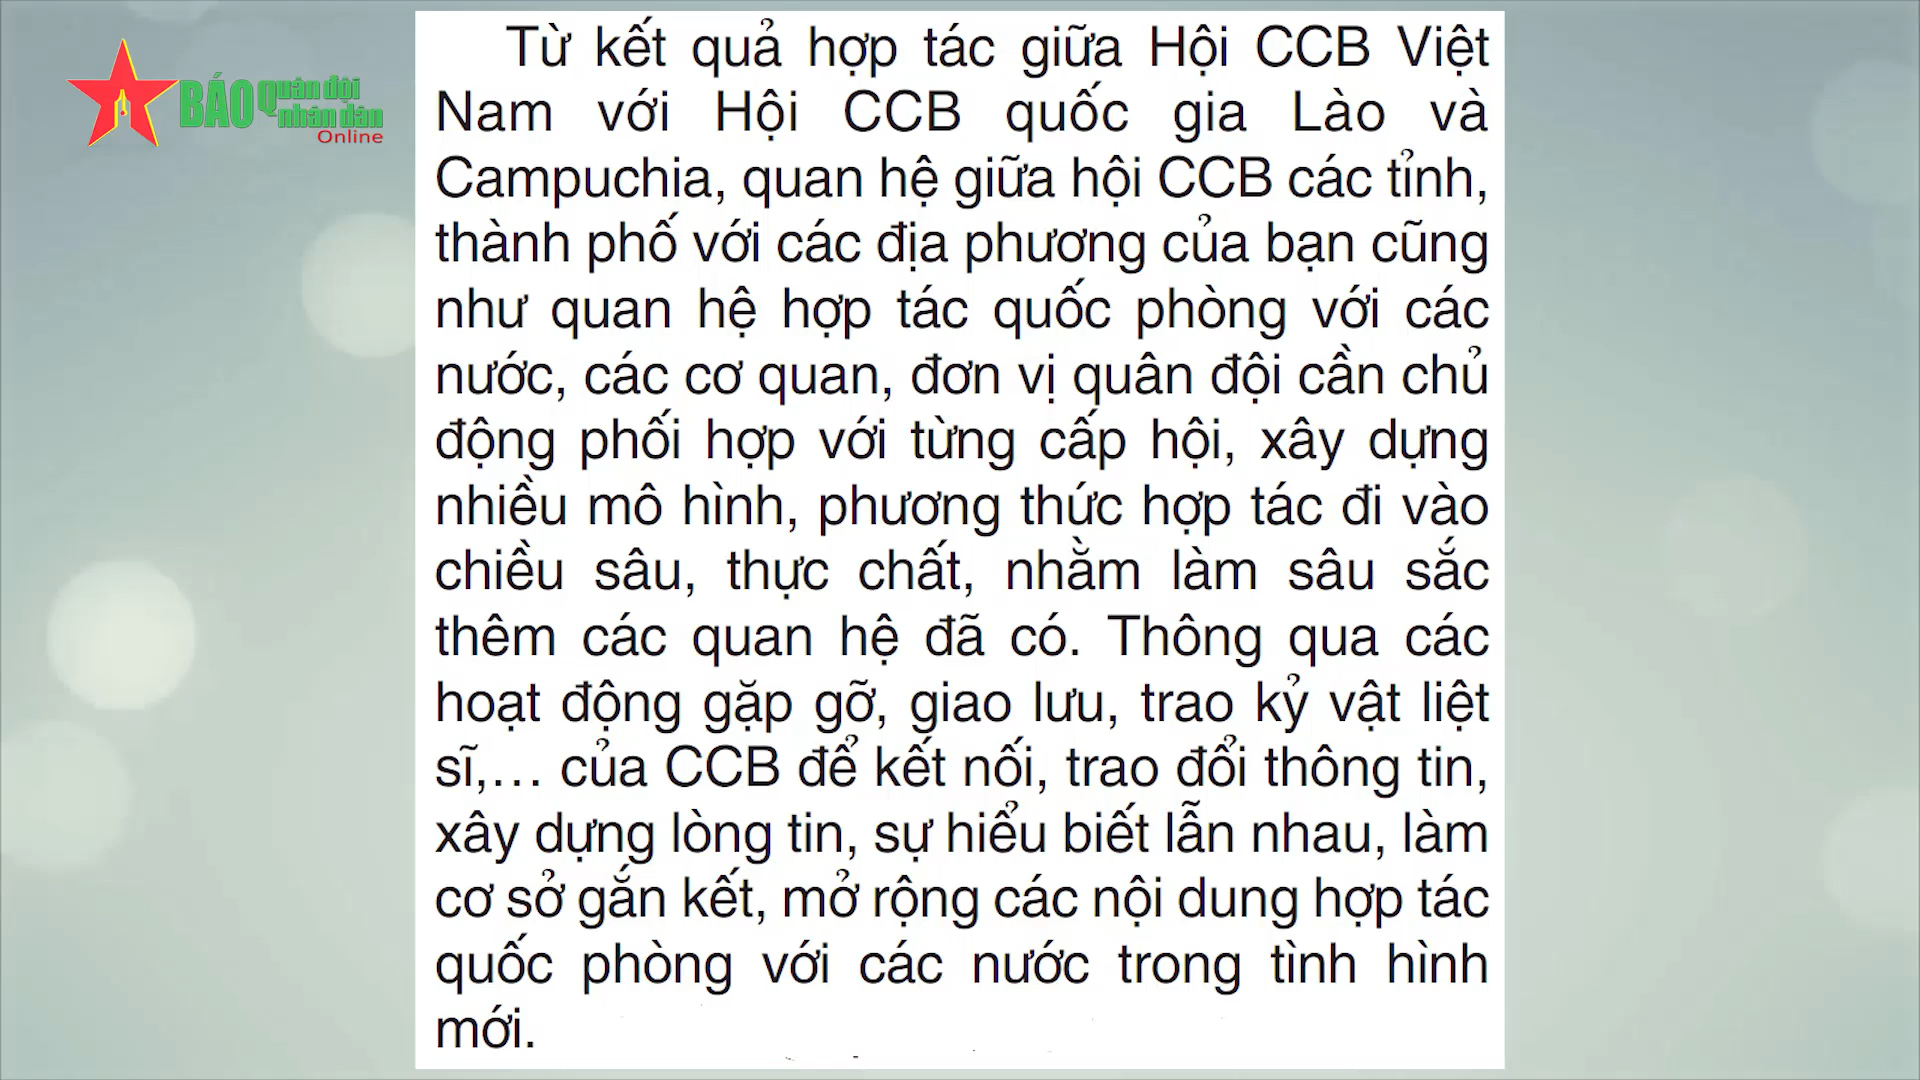 BÁO Quân đội
nhân dân
Online
Từ kết quả hợp tác giữa Hội CCB Việt
Nam với Hội CCB quốc gia Lào và
Campuchia, quan hệ giữa hội CCB các tỉnh,
thành phố với các địa phương của bạn cũng
như quan hệ hợp tác quốc phòng với các
nước, các cơ quan, đơn vị quân đội cần chủ
động phối hợp với từng cấp hội, xây dựng
nhiều mô hình, phương thức hợp tác đi vào
chiều sâu, thực chất, nhằm làm sâu sắc
thêm các quan hệ đã có. Thông qua các
hoạt động gặp gỡ, giao lưu, trao kỷ vật liệt
sĩ,… của CCB để kết nối, trao đổi thông tin,
xây dựng lòng tin, sự hiểu biết lẫn nhau, làm
cơ sở gắn kết, mở rộng các nội dung hợp tác
quốc phòng với các nước trong tình hình
mới.